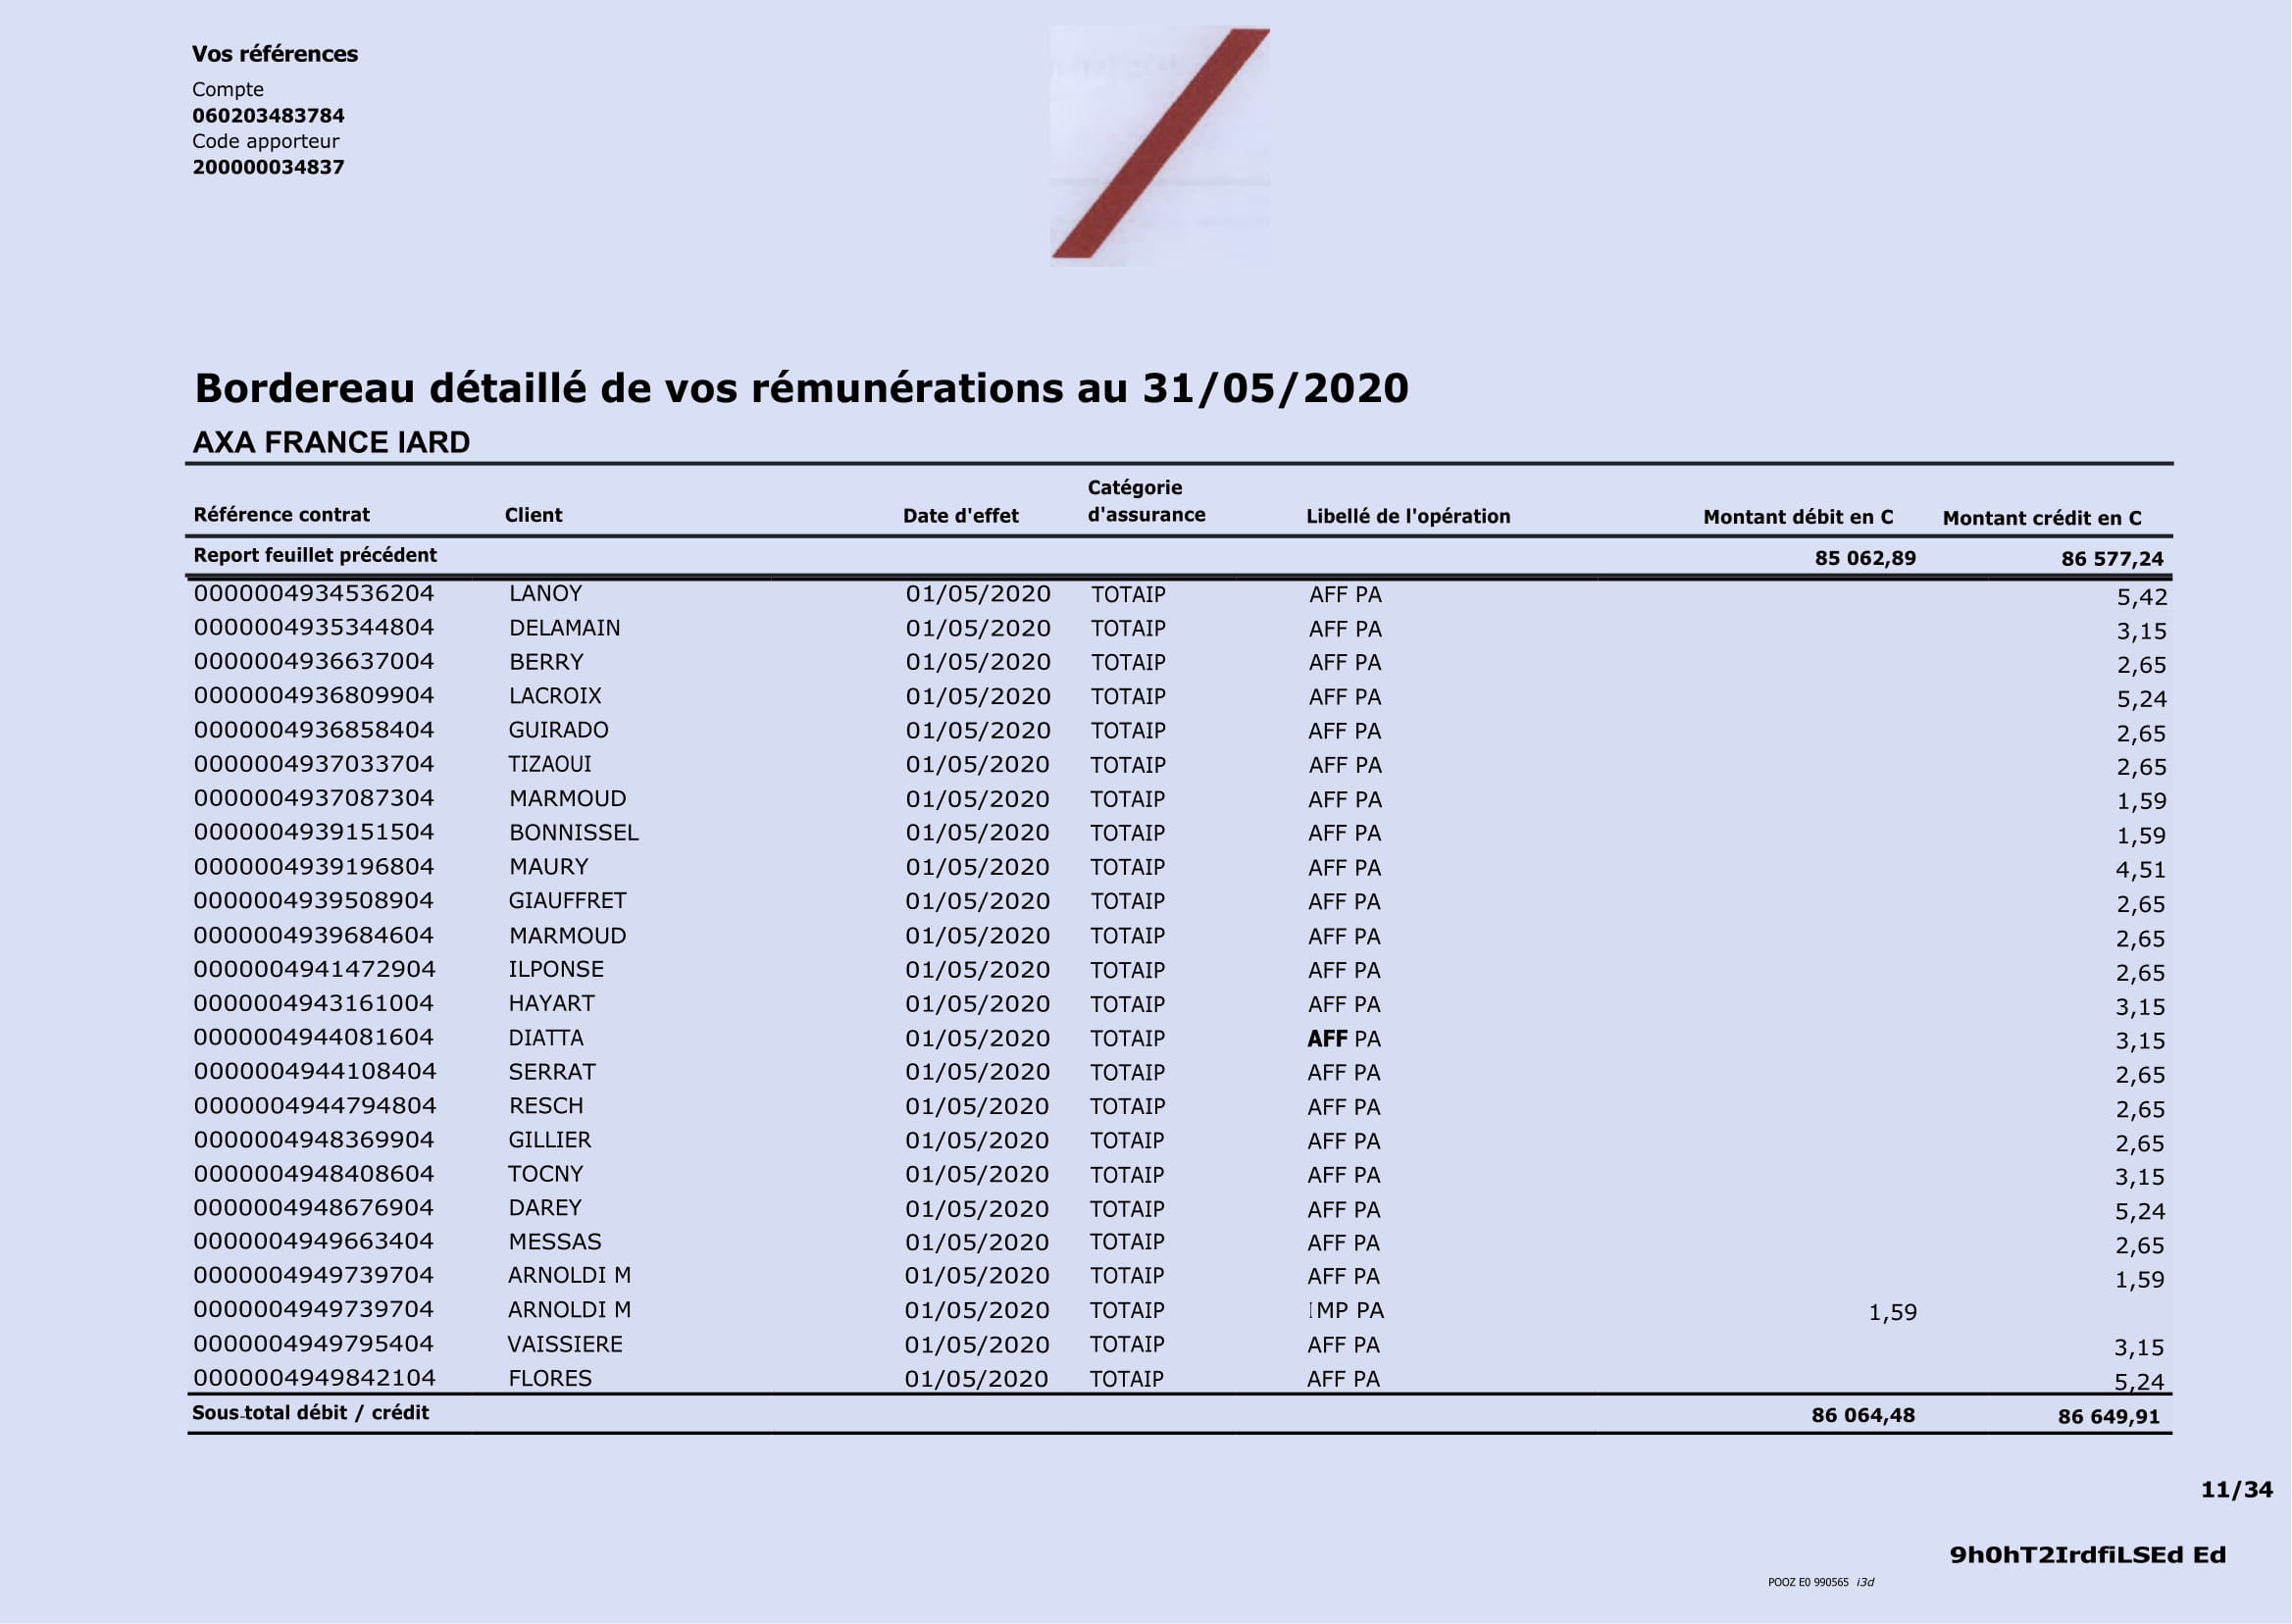 Vos références
Compte
060203483784
Code apporteur
200000034837
Bordereau détaillé de vos rémunérations au 31/05/2020
AXA FRANCE IARD
Référence contrat Client Date d'effet Catégorie d'assurance Libellé de l'opération Montant débit en C Montant crédit en C
Report feuillet précédent 85 062,89 86 577,24
0000004934536204 LANOY 01/05/2020 TOTAIP AFF PA 5,42
0000004935344804 DELAMAIN 01/05/2020 TOTAIP AFF PA 3,15
0000004936637004 BERRY 01/05/2020 TOTAIP AFF PA 2,65
0000004936809904 LACROIX 01/05/2020 TOTAIP AFF PA 5,24
0000004936858404 GUIRADO 01/05/2020 TOTAIP AFF PA 2,65
0000004937033704 TIZAOUI 01/05/2020 TOTAIP AFF PA 2,65
0000004937087304 MARMOUD 01/05/2020 TOTAIP AFF PA 1,59
0000004939151504 BONNISSEL 01/05/2020 TOTAIP AFF PA 1,59
0000004939196804 MAURY 01/05/2020 TOTAIP AFF PA 4,51
0000004939508904 GIAUFFRET 01/05/2020 TOTAIP AFF PA 2,65
0000004939684604 MARMOUD 01/05/2020 TOTAIP AFF PA 2,65
0000004941472904 ILPONSE 01/05/2020 TOTAIP AFF PA 2,65
0000004943161004 HAYART 01/05/2020 TOTAIP AFF PA 3,15
0000004944081604 DIATTA 01/05/2020 TOTAIP AFF PA 3,15
0000004944108404 SERRAT 01/05/2020 TOTAIP AFF PA 2,65
0000004944794804 RESCH 01/05/2020 TOTAIP AFF PA 2,65
0000004948369904 GILLIER 01/05/2020 TOTAIP AFF PA 2,65
0000004948408604 TOCNY 01/05/2020 TOTAIP AFF PA 3,15
0000004948676904 DAREY 01/05/2020 TOTAIP AFF PA 5,24
0000004949663404 MESSAS 01/05/2020 TOTAIP AFF PA 2,65
0000004949739704 ARNOLDI M 01/05/2020 TOTAIP AFF PA 1,59
0000004949739704 ARNOLDI M 01/05/2020 TOTAIP IMP PA 1,59
0000004949795404 VAISSIERE 01/05/2020 TOTAIP AFF PA 3,15
0000004949842104 FLORES 01/05/2020 TOTAIP AFF PA 5,24
Sous-total débit / crédit 86 064,48 86 649,91
11/34
9h0hT2IrdfiLSEd Ed
POOZ E0 990565 i3d